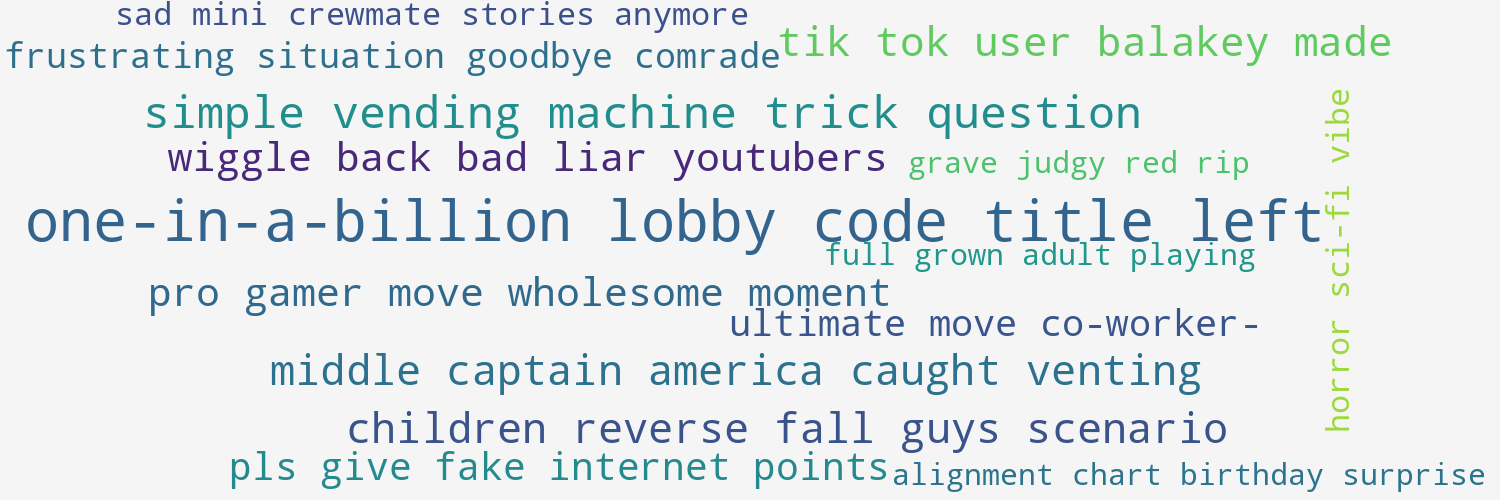 sad mini crewmate stories anymore
frustrating situation goodbye comrade
tik tok user balakey made
simple vending machine trick question
wiggle back bad liar youtubers
grave judgy red rip
one-in-a-billion lobby code title left
full grown adult playing
pro gamer move wholesome moment
ultimate move co-worker-
middle captain america caught venting
children reverse fall guys scenario
pls give fake internet points
alignment chart birthday surprise
horror sci-fi vibe